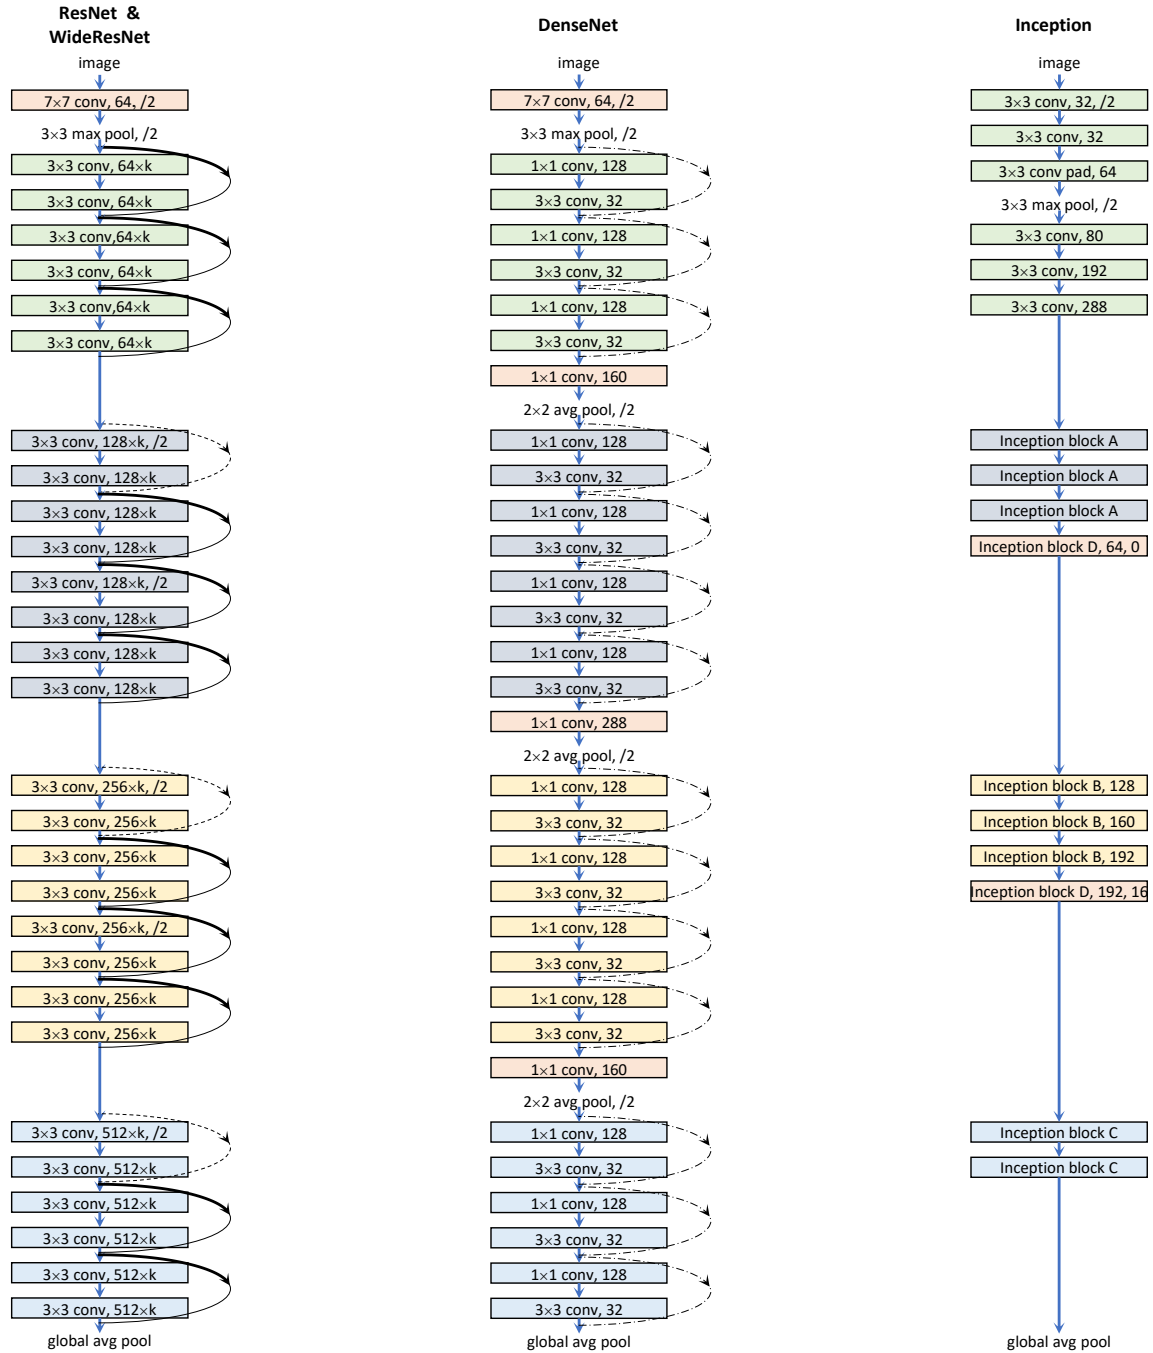 ResNet &
WideResNet
image
7×7 conv, 64, /2
3×3 max pool, /2
3×3 conv, 64×k
3×3 conv, 64×k
3×3 conv,64×k
3×3 conv, 64×k
3×3 conv,64×k
3×3 conv, 64×k
3×3 conv, 128×k, /2
3×3 conv, 128×k
3×3 conv, 128×k
3×3 conv, 128×k
3×3 conv, 128×k, /2
3×3 conv, 128×k
3×3 conv, 128×k
3×3 conv, 128×k
3×3 conv, 256×k, /2
3×3 conv, 256×k
3×3 conv, 256×k
3×3 conv, 256×k
3×3 conv, 256×k, /2
3×3 conv, 256×k
3×3 conv, 256×k
3×3 conv, 256×k
3×3 conv, 512×k, /2
3×3 conv, 512×k
3×3 conv, 512×k
3×3 conv, 512×k
3×3 conv, 512×k
3×3 conv, 512×k
global avg pool
DenseNet
image
7×7 conv, 64, /2
3×3 max pool, /2
1×1 conv, 128
3×3 conv, 32
1×1 conv, 128
3×3 conv, 32
1×1 conv, 128
3×3 conv, 32
1×1 conv, 160
2×2 avg pool, /2
1×1 conv, 128
3×3 conv, 32
1×1 conv, 128
3×3 conv, 32
1×1 conv, 128
3×3 conv, 32
1×1 conv, 128
3×3 conv, 32
1×1 conv, 288
2×2 avg pool, /2
1×1 conv, 128
3×3 conv, 32
1×1 conv, 128
3×3 conv, 32
1×1 conv, 128
3×3 conv, 32
1×1 conv, 128
3×3 conv, 32
1×1 conv, 160
2×2 avg pool, /2
1×1 conv, 128
3×3 conv, 32
1×1 conv, 128
3×3 conv, 32
1×1 conv, 128
3×3 conv, 32
global avg pool
Inception
image
3×3 conv, 32, /2
3×3 conv, 32
3×3 conv pad, 64
3×3 max pool, /2
3×3 conv, 80
3×3 conv, 192
3×3 conv, 288
Inception block A
Inception block A
Inception block A
Inception block D, 64, 0
Inception block B, 128
Inception block B, 160
Inception block B, 192
Inception block D, 192, 16
Inception block C
Inception block C
global avg pool